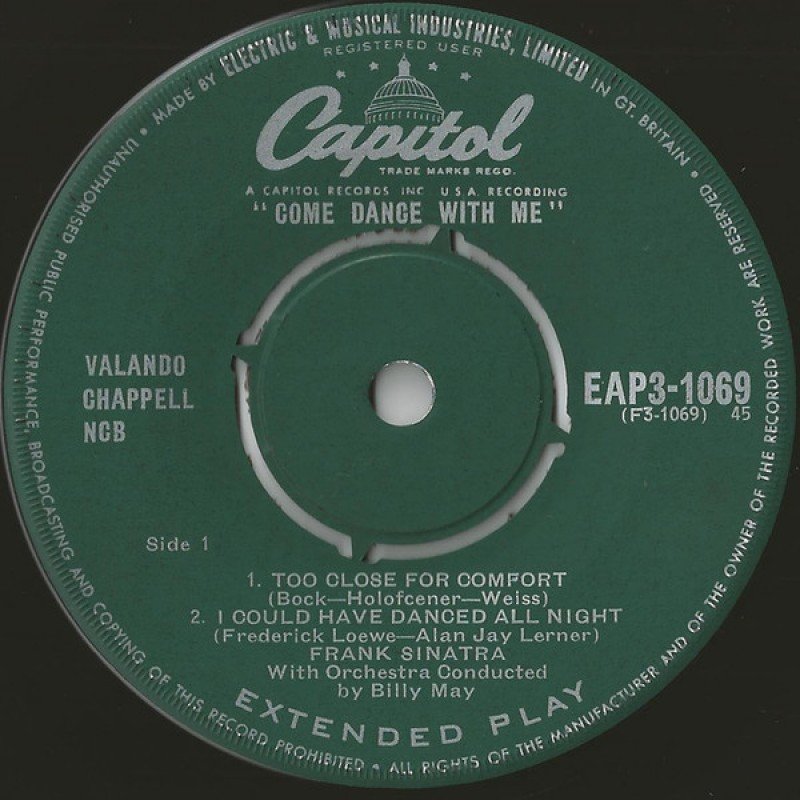 MADE BY ELECTRIC & MUSICAL INDUSTRIES, LIMITED IN GT. BRITAIN •
REGISTERED USER
Capitol
TRADE MARKS REGD.
A CAPITOL RECORDS INC U.S.A. RECORDING
"COME DANCE WITH ME"
VALANDO
CHAPPELL
NCB
EAP3-1069
(F3-1069) 45
Side 1
1. TOO CLOSE FOR COMFORT
(Bock—Holofcener—Weiss)
2. I COULD HAVE DANCED ALL NIGHT
(Frederick Loewe—Alan Jay Lerner)
FRANK SINATRA
With Orchestra Conducted
by Billy May
EXTENDED PLAY
ALL RIGHTS OF THE MANUFACTURER AND OF THE OWNER OF THE RECORDED WORK ARE RESERVED •
UNAUTHORISED PUBLIC PERFORMANCE, BROADCASTING AND COPYING OF THIS RECORD PROHIBITED •